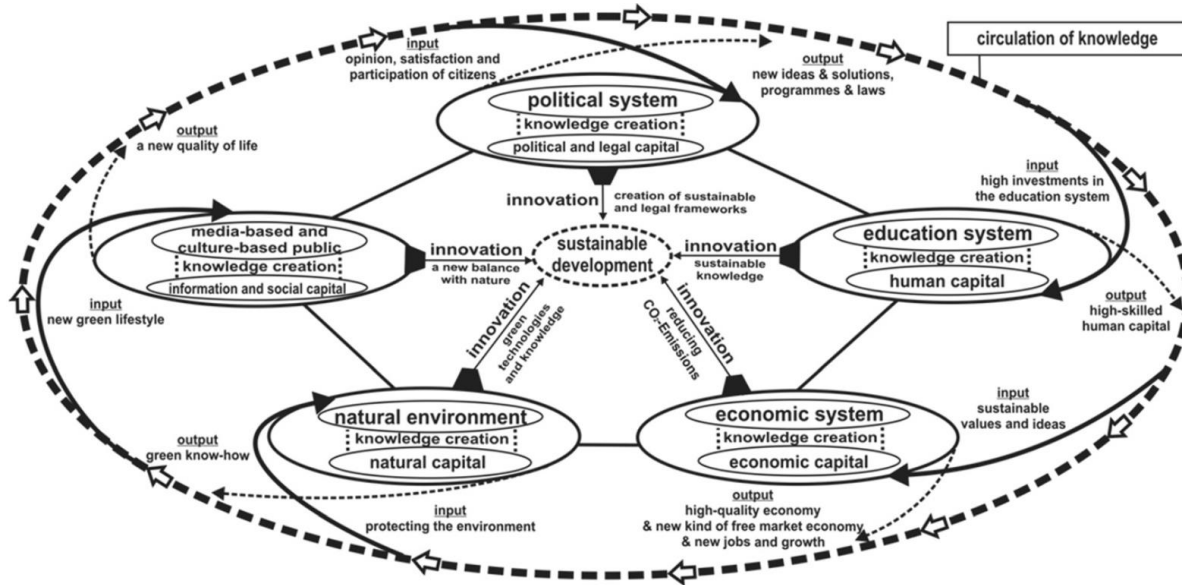 circulation of knowledge
input
opinion, satisfaction and
participation of citizens
output
new ideas & solutions,
programmes & laws
political system
knowledge creation
political and legal capital
output
a new quality of life
input
high investments in
the education system
innovation
creation of sustainable
and legal frameworks
media-based and
culture-based public
knowledge creation
information and social capital
innovation
a new balance
with nature
sustainable
development
innovation
sustainable
knowledge
education system
knowledge creation
human capital
input
new green lifestyle
output
high-skilled
human capital
innovation
green
technologies
and knowledge
innovation
reducing
CO₂-Emissions
natural environment
knowledge creation
natural capital
economic system
knowledge creation
economic capital
input
sustainable
values and ideas
output
green know-how
input
protecting the environment
output
high-quality economy
& new kind of free market economy
& new jobs and growth